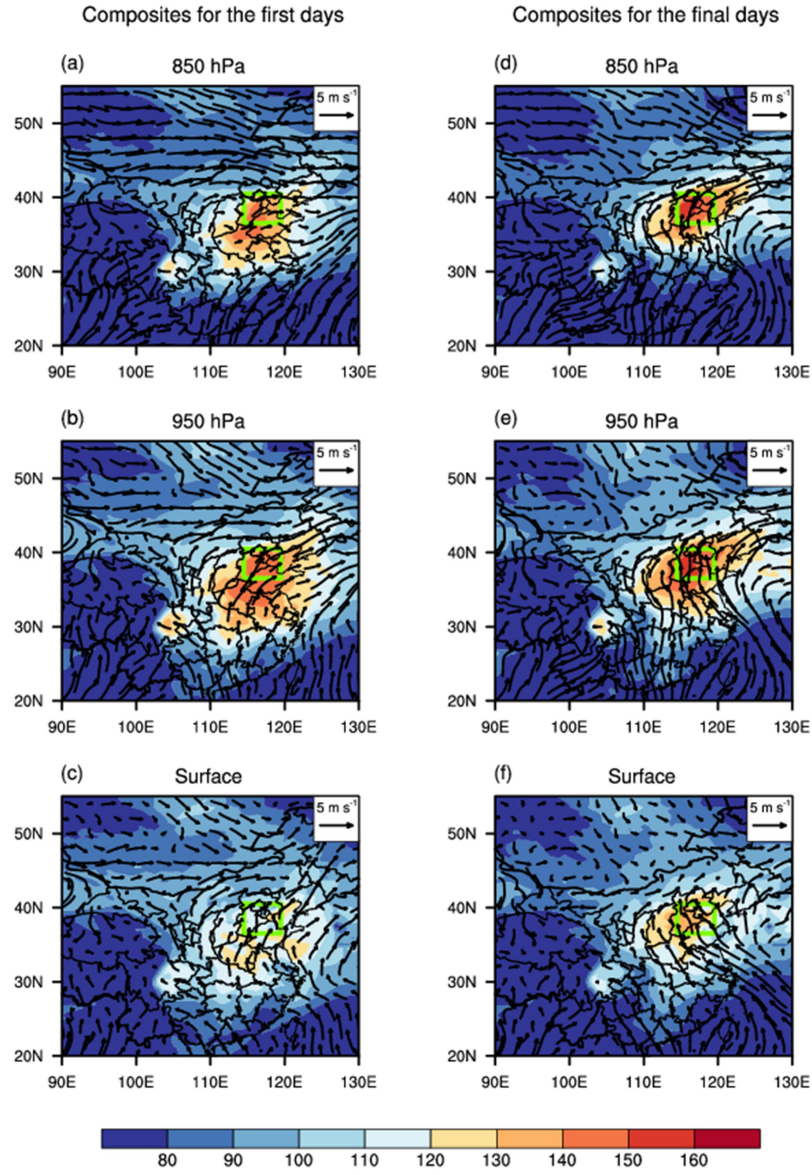 Composites for the first days
Composites for the final days
(a)
850 hPa
5 m s⁻¹
50N
40N
30N
20N
90E 100E 110E 120E 130E
(d)
850 hPa
5 m s⁻¹
50N
40N
30N
20N
90E 100E 110E 120E 130E
(b)
950 hPa
5 m s⁻¹
50N
40N
30N
20N
90E 100E 110E 120E 130E
(e)
950 hPa
5 m s⁻¹
50N
40N
30N
20N
90E 100E 110E 120E 130E
(c)
Surface
5 m s⁻¹
50N
40N
30N
20N
90E 100E 110E 120E 130E
(f)
Surface
5 m s⁻¹
50N
40N
30N
20N
90E 100E 110E 120E 130E
80 90 100 110 120 130 140 150 160